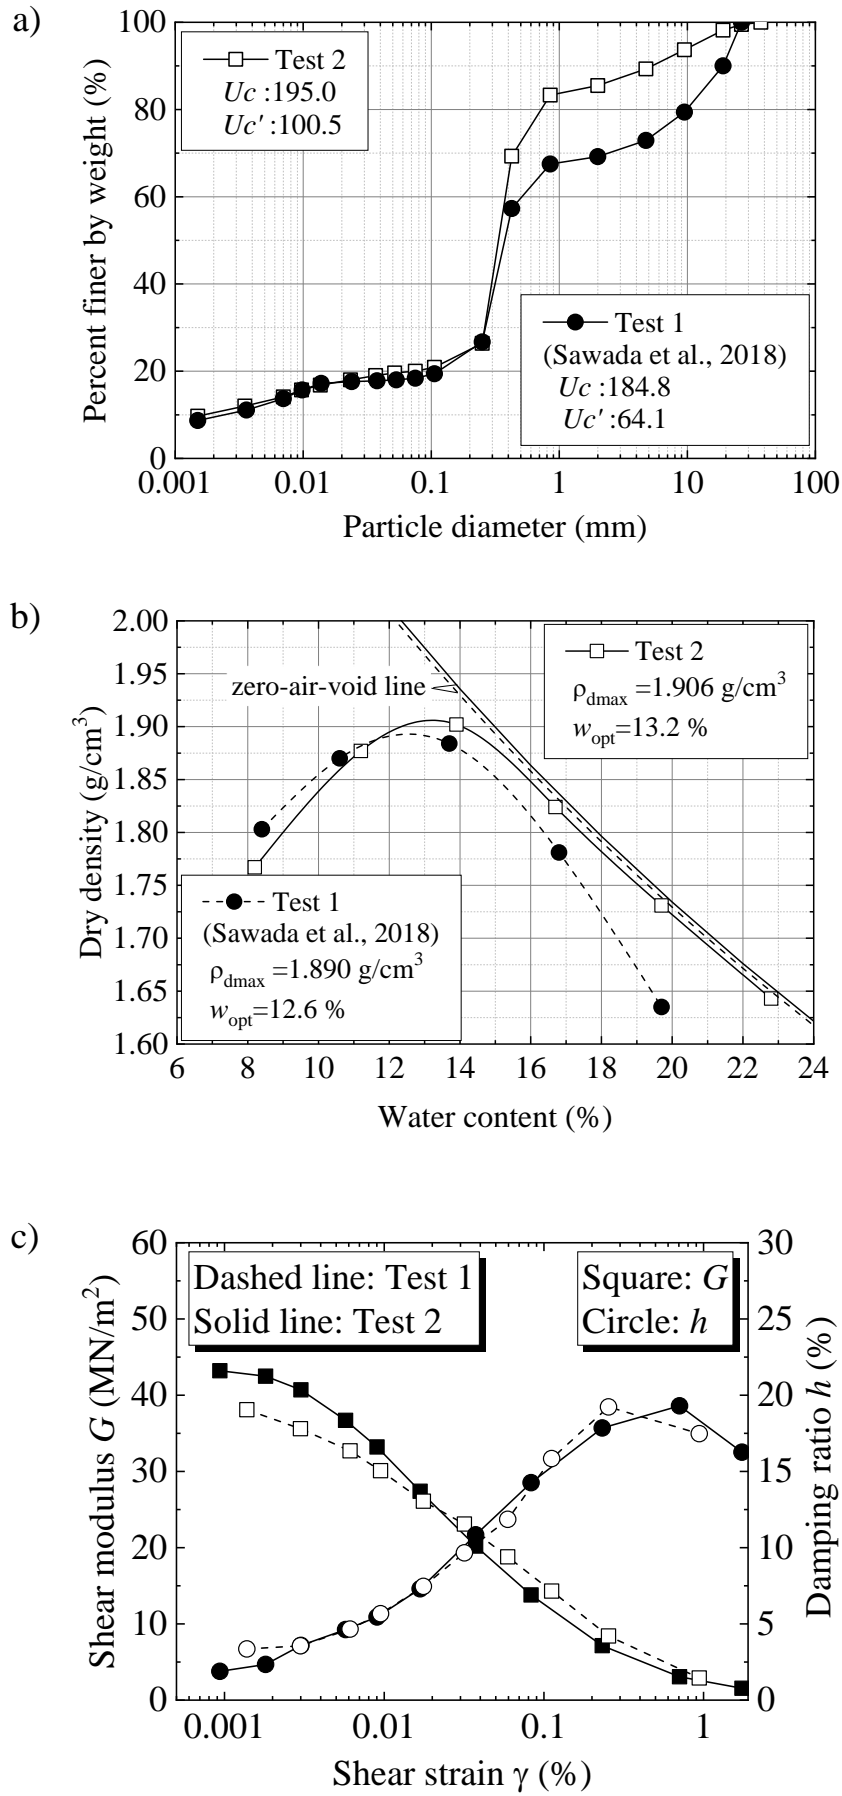 a)
Percent finer by weight (%)
100
80
60
40
20
0
Test 2
Uc :195.0
Uc' :100.5
Test 1
(Sawada et al., 2018)
Uc :184.8
Uc' :64.1
0.001 0.01 0.1 1 10 100
Particle diameter (mm)
b)
Dry density (g/cm³)
2.00
1.95
1.90
1.85
1.80
1.75
1.70
1.65
1.60
Test 2
ρdmax =1.906 g/cm³
wopt=13.2 %
zero-air-void line
Test 1
(Sawada et al., 2018)
ρdmax =1.890 g/cm³
wopt=12.6 %
6 8 10 12 14 16 18 20 22 24
Water content (%)
c)
Shear modulus G (MN/m²)
60
50
40
30
20
10
0
Dashed line: Test 1
Solid line: Test 2
Square: G
Circle: h
30
25
20
15
10
5
0
Damping ratio h (%)
0.001 0.01 0.1 1
Shear strain γ (%)